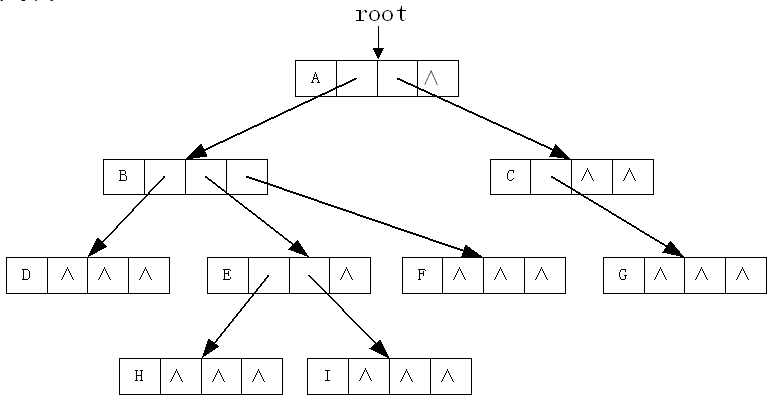 root
A ∧
B
C ∧ ∧
D ∧ ∧ ∧
E ∧
F ∧ ∧ ∧
G ∧ ∧ ∧
H ∧ ∧ ∧
I ∧ ∧ ∧